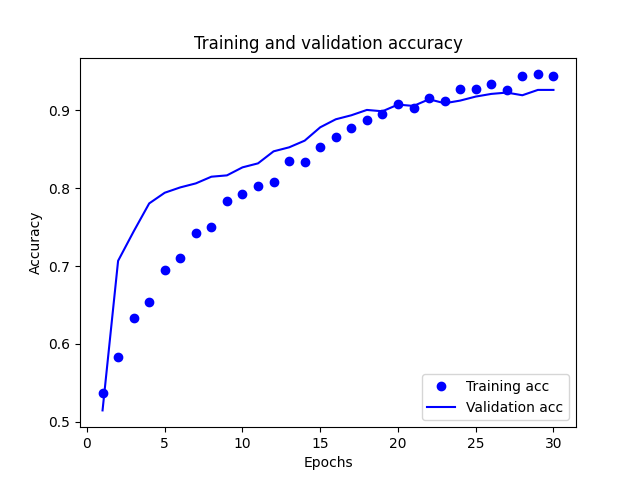 Training and validation accuracy
0.9
0.8
0.7
0.6
0.5
Accuracy
Training acc
Validation acc
0 5 10 15 20 25 30
Epochs